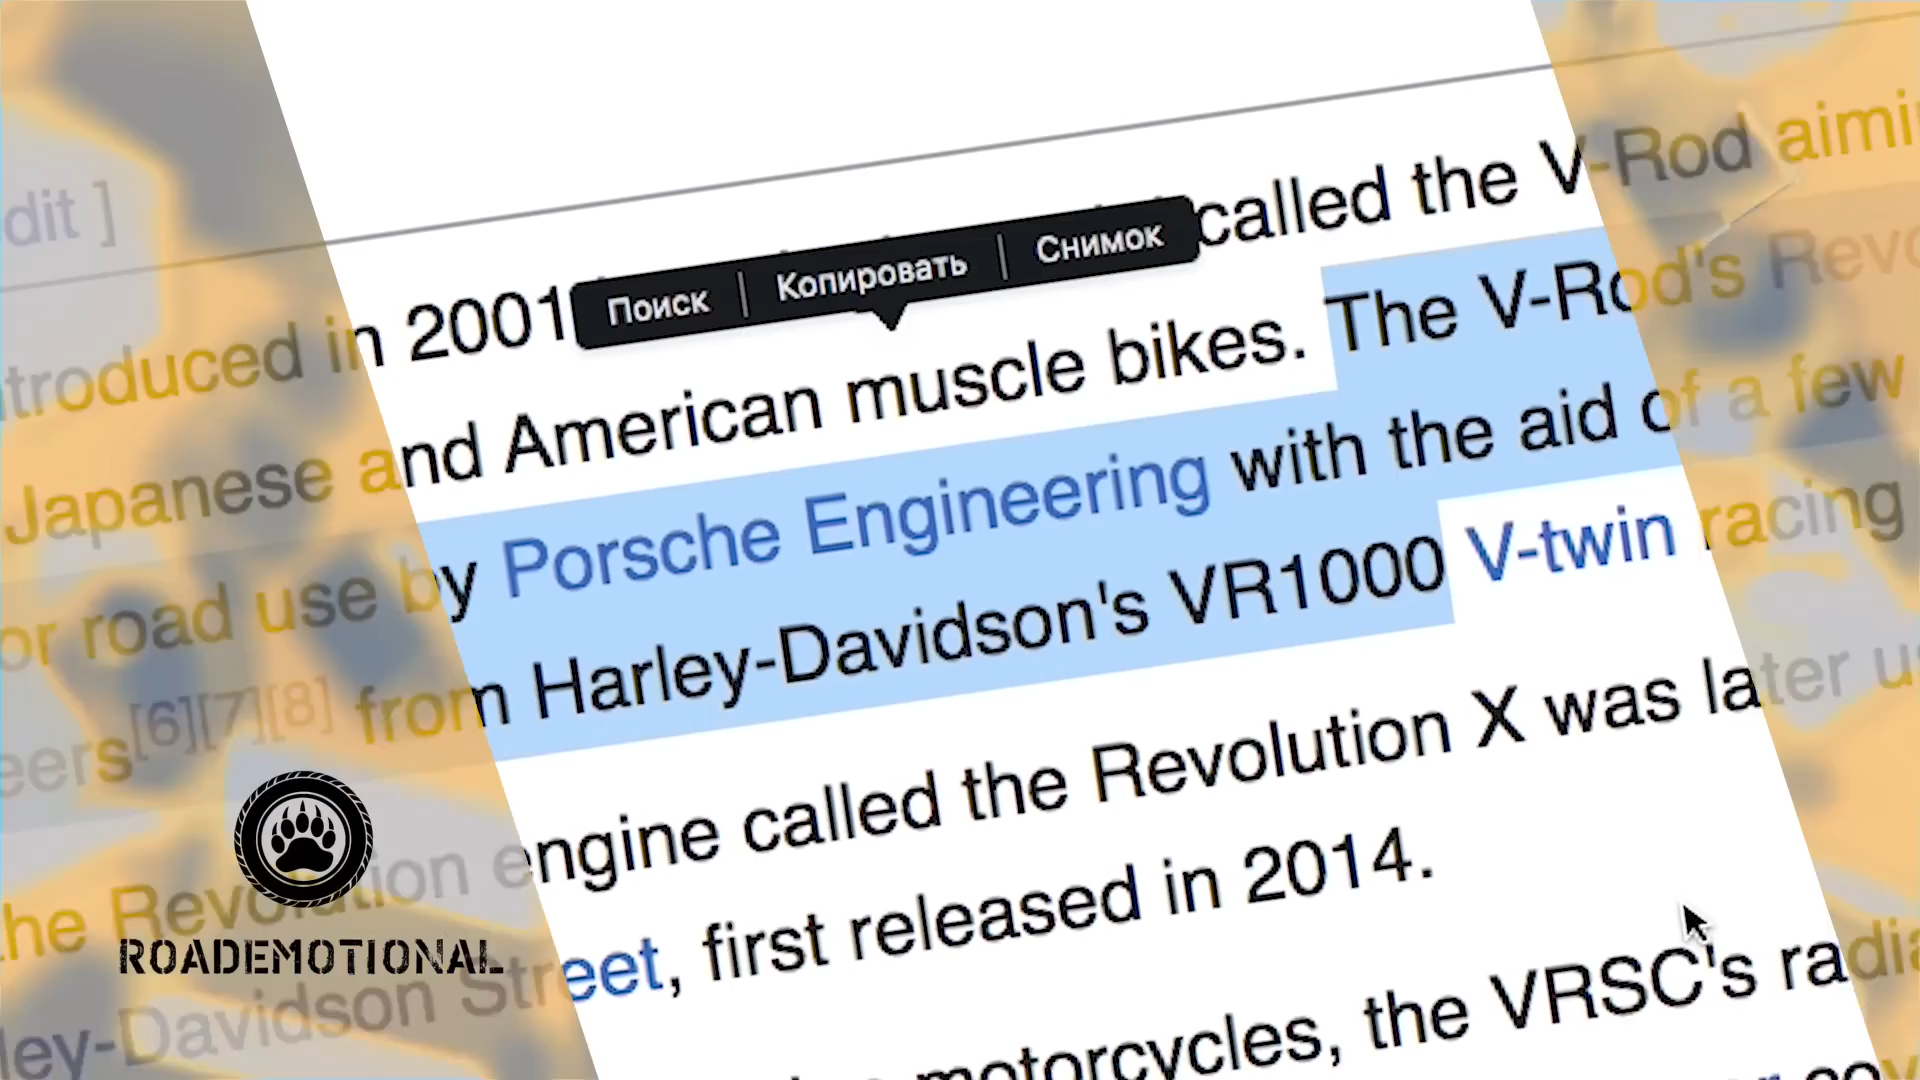 dit ]
troduced in 2001 called the V-Rod aimi
Поиск | Копировать | Снимок
Japanese and American muscle bikes. The V-Rod's Revo
or road use by Porsche Engineering with the aid of a few
eers[6][7][8] from Harley-Davidson's VR1000 V-twin racing
he Revolution engine called the Revolution X was later u
ley-Davidson Street, first released in 2014.
motorcycles, the VRSC's radia
ROADEMOTIONAL